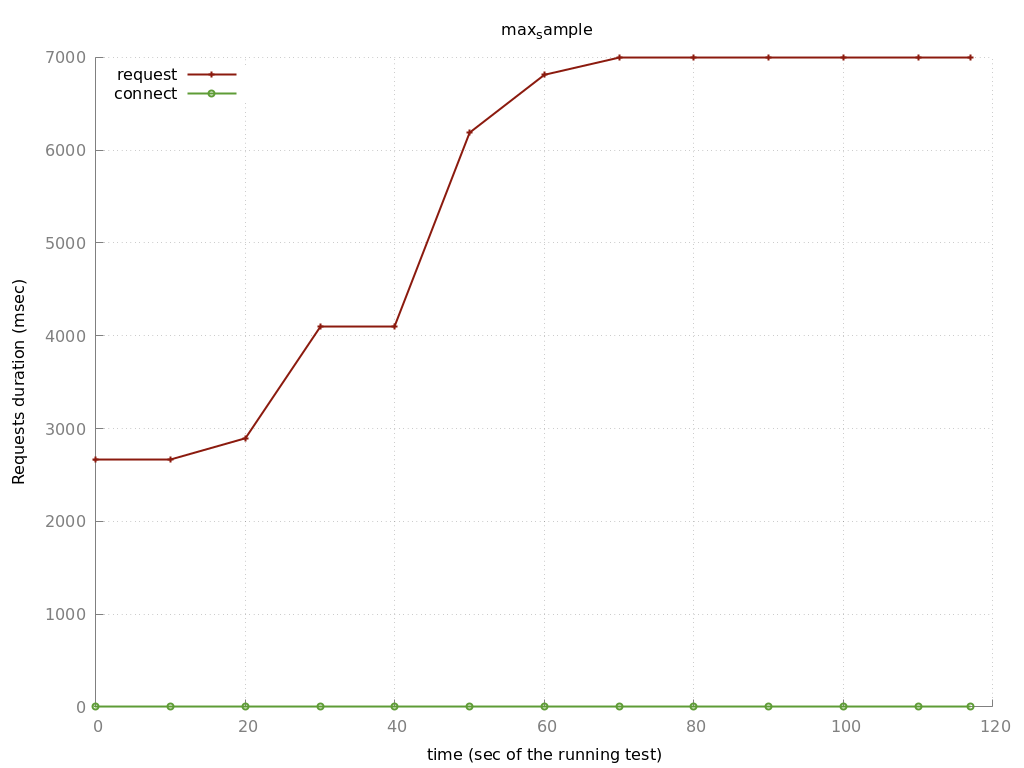 max_sample
request
connect
7000
6000
5000
4000
3000
2000
1000
0
Requests duration (msec)
0 20 40 60 80 100 120
time (sec of the running test)